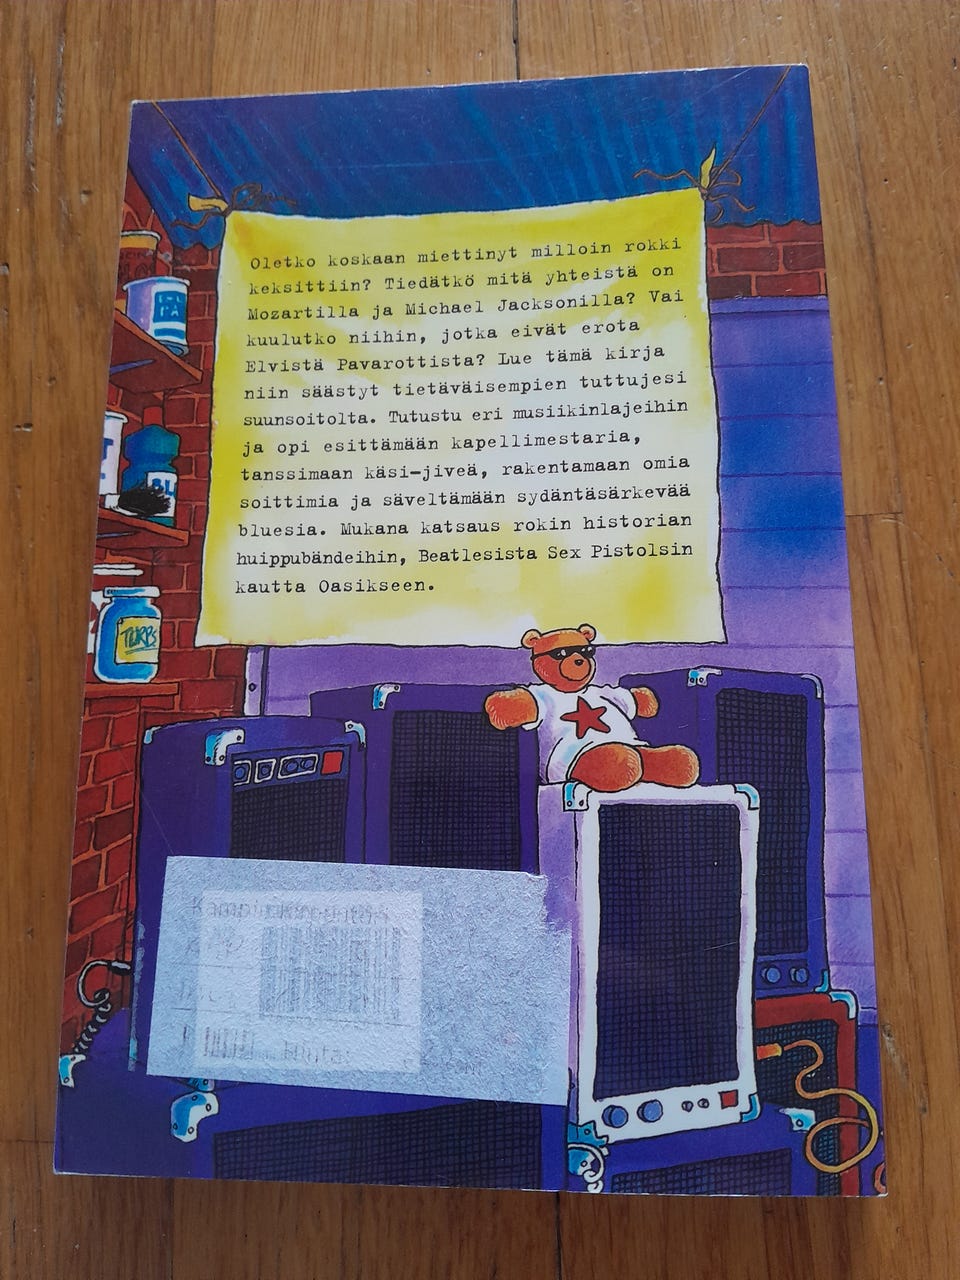 Oletko koskaan miettinyt milloin rokki
keksittiin? Tiedätkö mitä yhteistä on
Mozartilla ja Michael Jacksonilla? Vai
kuulutko niihin, jotka eivät erota
Elvistä Pavarottista? Lue tämä kirja
niin säästyt tietäväisempien tuttujesi
suunsoitolta. Tutustu eri musiikinlajeihin
ja opi esittämään kapellimestaria,
tanssimaan käsi-jiveä, rakentamaan omia
soittimia ja säveltämään sydäntäsärkevää
bluesia. Mukana katsaus rokin historian
huippubändeihin, Beatlesista Sex Pistolsin
kautta Oasikseen.
BL
TURBS